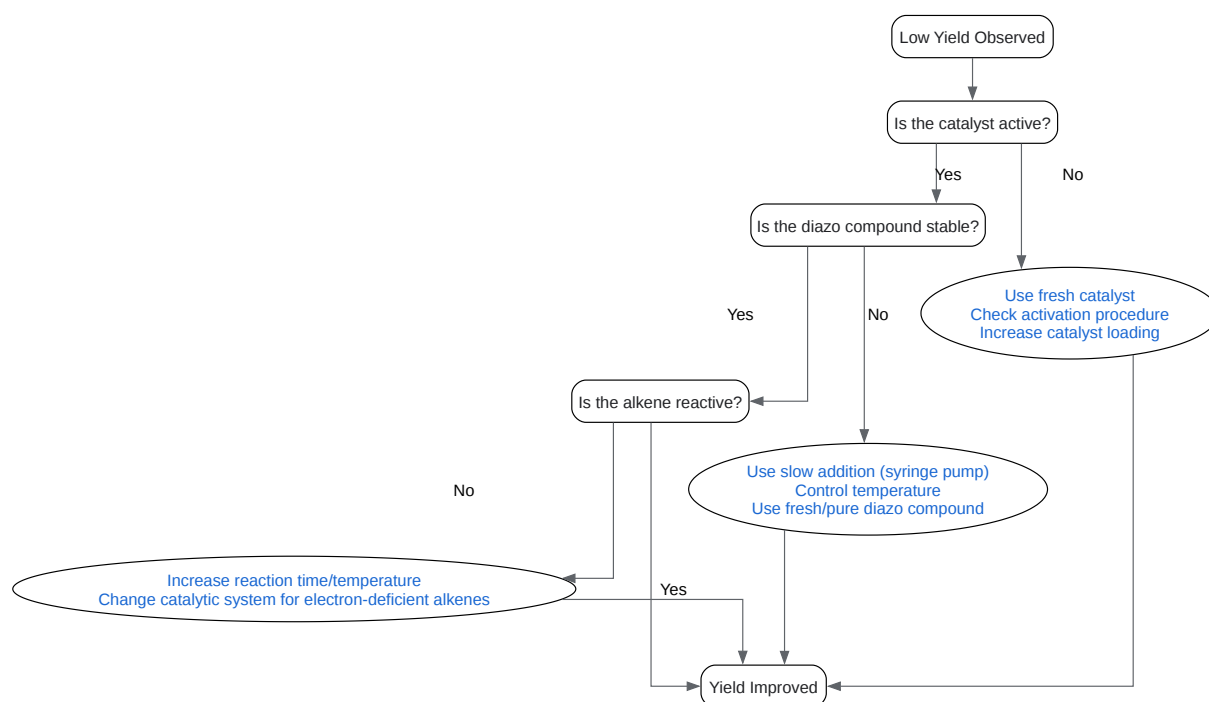 Low Yield Observed
Is the catalyst active?
Yes
No
Is the diazo compound stable?
Use fresh catalyst
Check activation procedure
Increase catalyst loading
Yes
No
Is the alkene reactive?
Use slow addition (syringe pump)
Control temperature
Use fresh/pure diazo compound
No
Increase reaction time/temperature
Change catalytic system for electron-deficient alkenes
Yes
Yield Improved